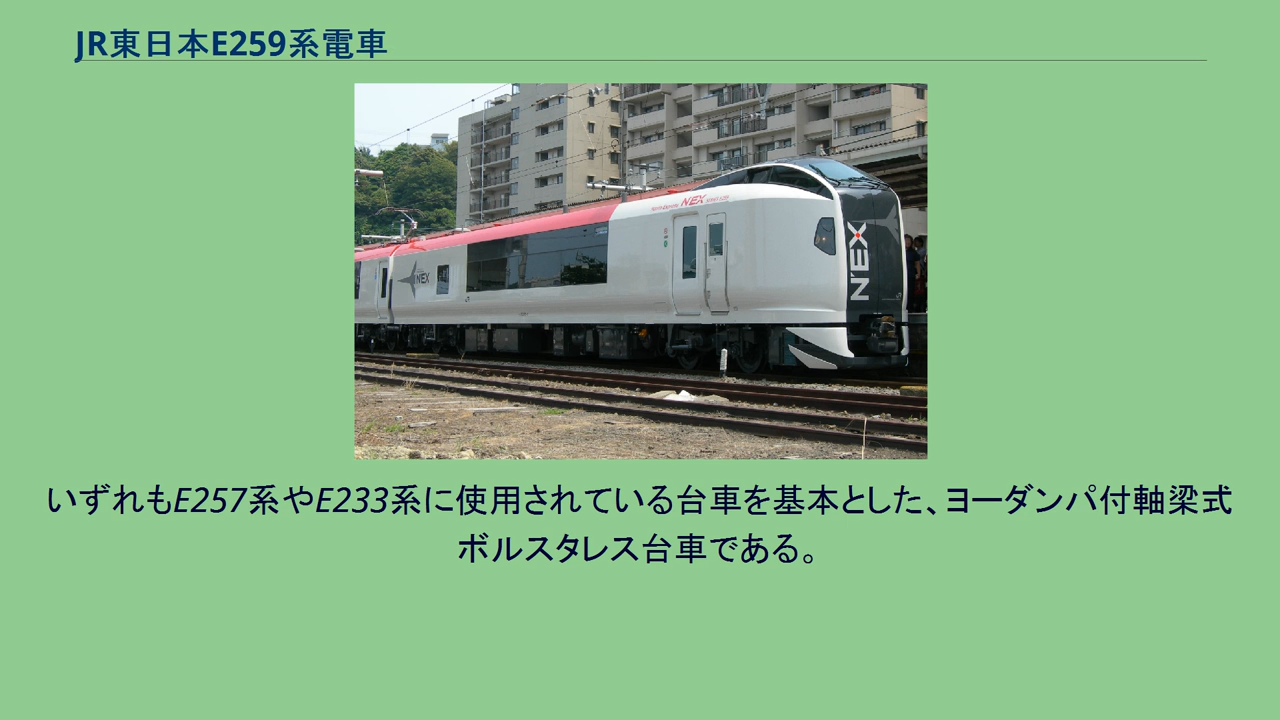 JR東日本E259系電車
NEX
NEX
N'EX
いずれもE257系やE233系に使用されている台車を基本とした、ヨーダンパ付軸梁式
ボルスタレス台車である。